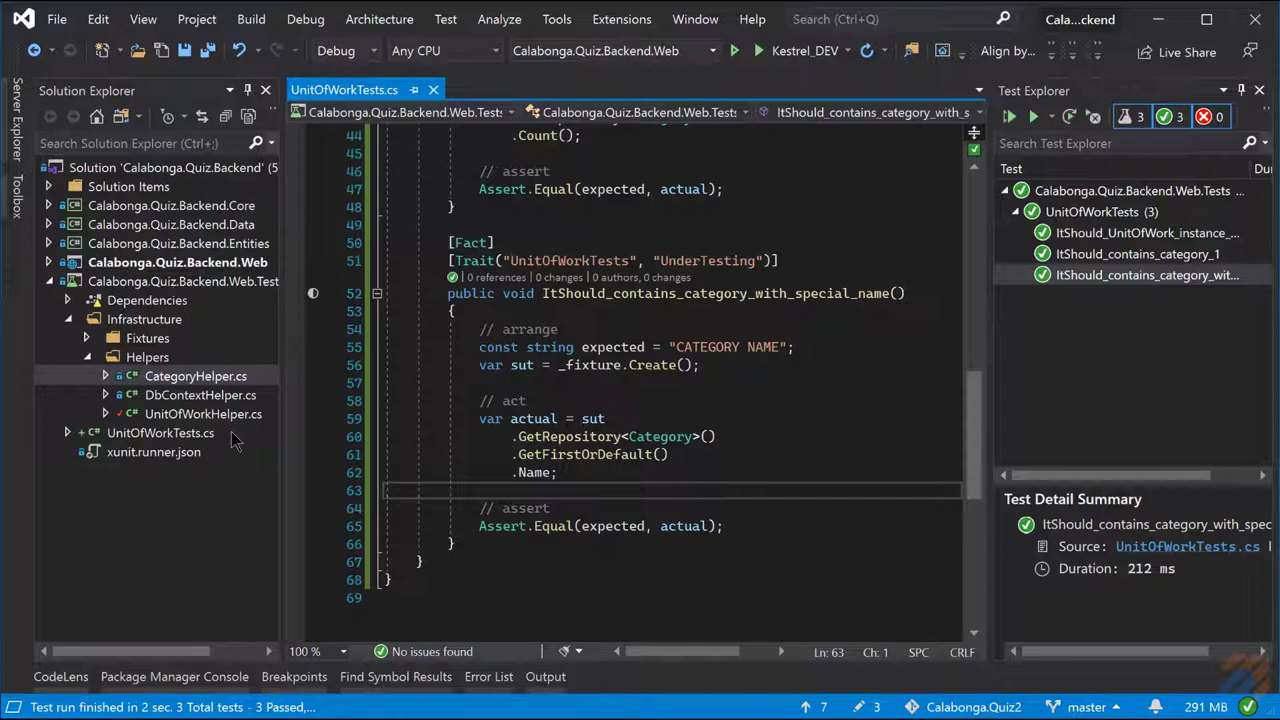 File Edit View Project Build Debug Architecture Test Analyze Tools Extensions Window Help Search (Ctrl+Q) Cala...ckend
Debug Any CPU Calabonga.Quiz.Backend.Web Kestrel_DEV Align by... Live Share
Server Explorer
Toolbox
Solution Explorer
Search Solution Explorer (Ctrl+;)
Solution 'Calabonga.Quiz.Backend' (5
Solution Items
Calabonga.Quiz.Backend.Core
Calabonga.Quiz.Backend.Data
Calabonga.Quiz.Backend.Entities
Calabonga.Quiz.Backend.Web
Calabonga.Quiz.Backend.Web.Test
Dependencies
Infrastructure
Fixtures
Helpers
CategoryHelper.cs
DbContextHelper.cs
UnitOfWorkHelper.cs
UnitOfWorkTests.cs
xunit.runner.json
UnitOfWorkTests.cs
Calabonga.Quiz.Backend.Web.Tests Calabonga.Quiz.Backend.Web.Test ItShould_contains_category_with_s
44 .Count();
45
46 // assert
47 Assert.Equal(expected, actual);
48 }
49
50 [Fact]
51 [Trait("UnitOfWorkTests", "UnderTesting")]
0 references | 0 changes | 0 authors, 0 changes
52 public void ItShould_contains_category_with_special_name()
53 {
54 // arrange
55 const string expected = "CATEGORY NAME";
56 var sut = _fixture.Create();
57
58 // act
59 var actual = sut
60 .GetRepository<Category>()
61 .GetFirstOrDefault()
62 .Name;
63
64 // assert
65 Assert.Equal(expected, actual);
66 }
67 }
68 }
69
100 % No issues found Ln: 63 Ch: 1 SPC CRLF
Test Explorer
3 3 0
Search Test Explorer
Test Du
Calabonga.Quiz.Backend.Web.Tests ...
UnitOfWorkTests (3)
ItShould_UnitOfWork_instance_...
ItShould_contains_category_1
ItShould_contains_category_wit...
Test Detail Summary
ItShould_contains_category_with_spec
Source: UnitOfWorkTests.cs
Duration: 212 ms
CodeLens Package Manager Console Breakpoints Find Symbol Results Error List Output
Test run finished in 2 sec. 3 Total tests - 3 Passed,... 7 3 Calabonga.Quiz2 master 291 MB